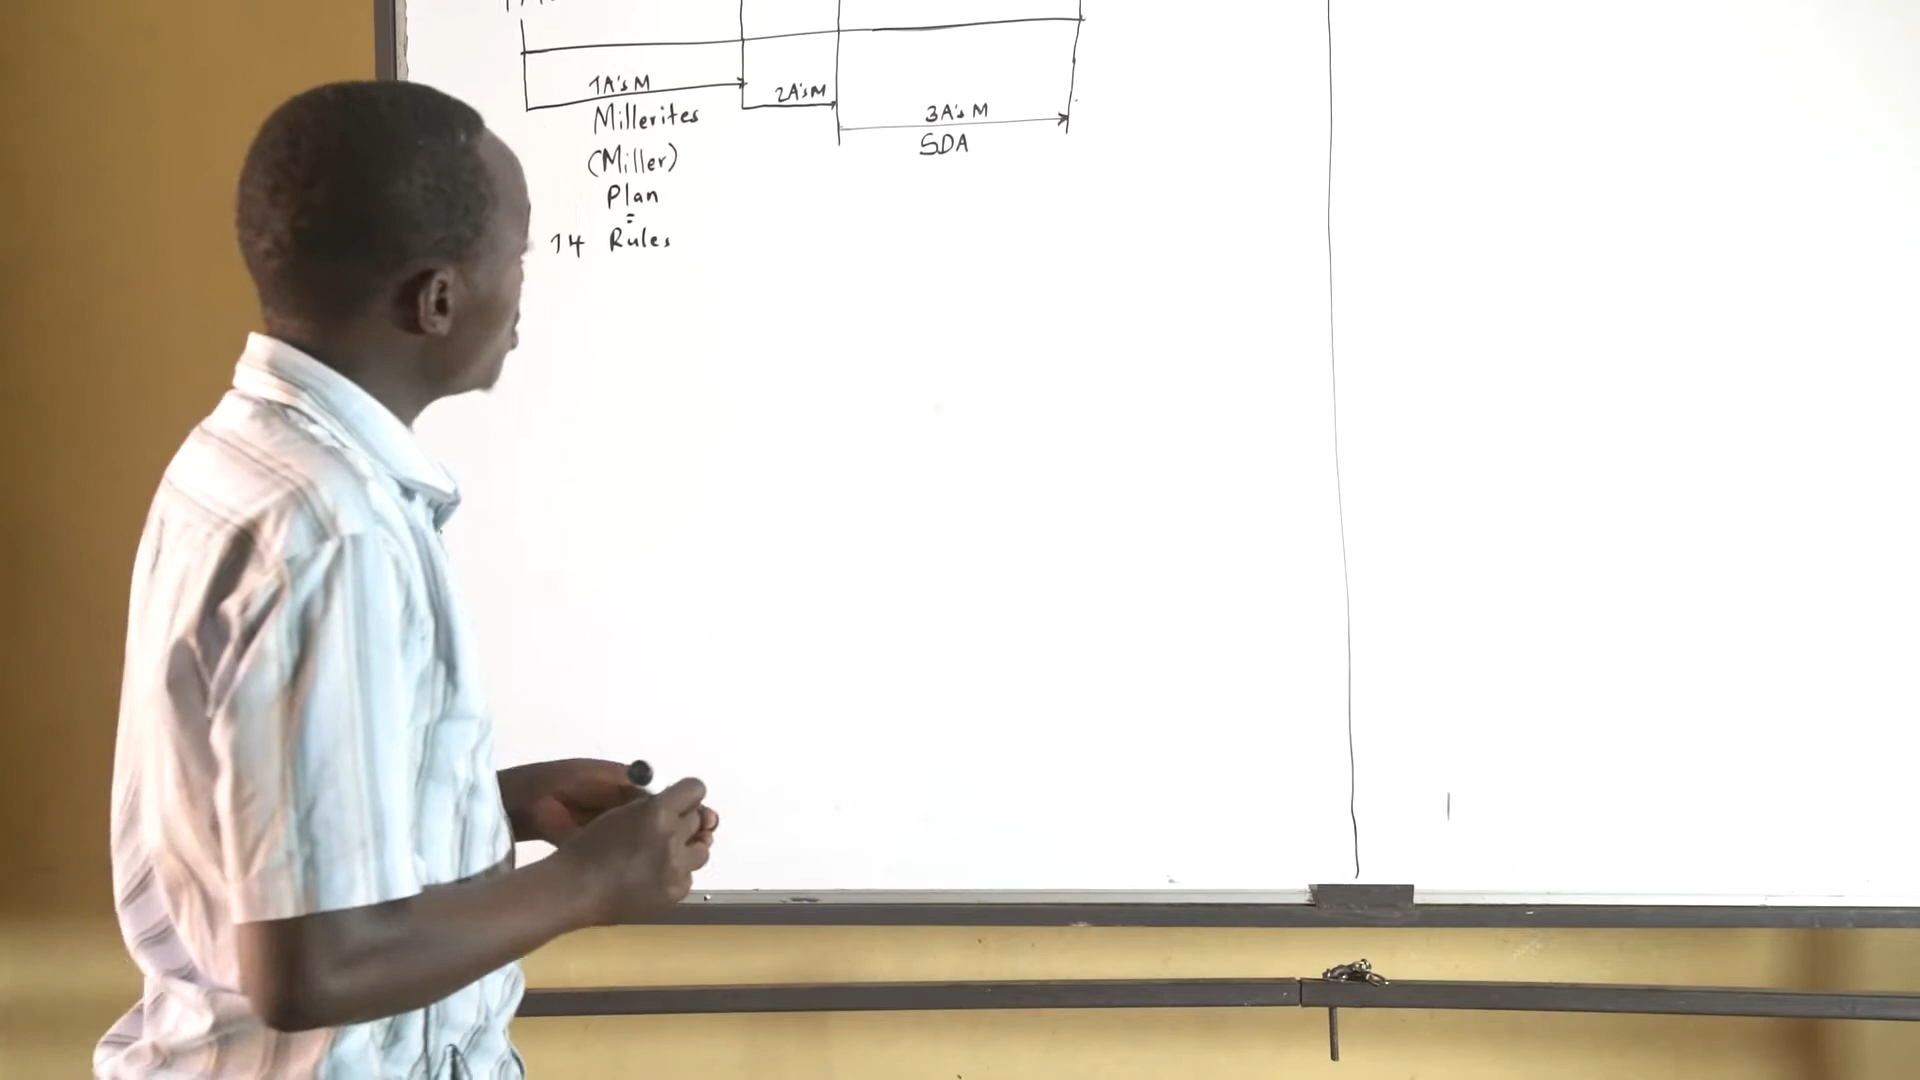 1A's M
2A's M
3A's M
Millerites
SDA
(Miller)
Plan
=
14 Rules